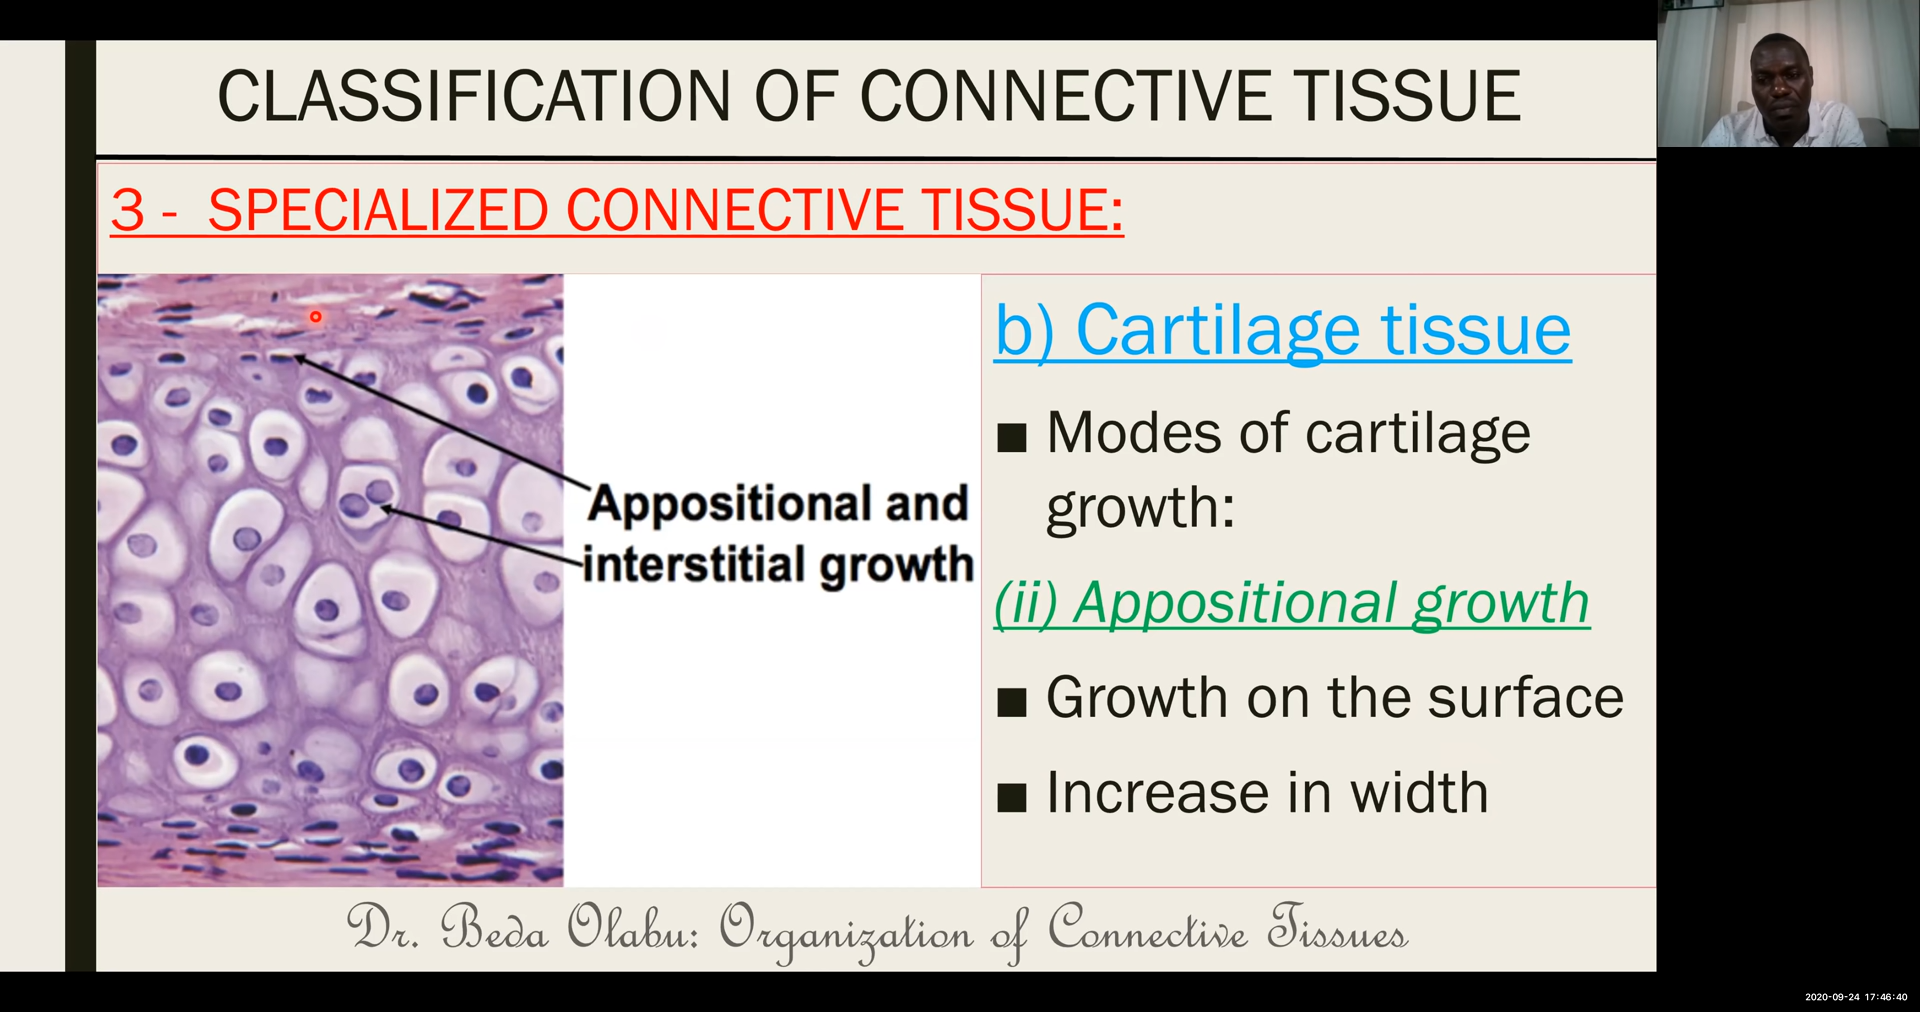 CLASSIFICATION OF CONNECTIVE TISSUE
3 - SPECIALIZED CONNECTIVE TISSUE:
Appositional and
interstitial growth
b) Cartilage tissue
■ Modes of cartilage
growth:
(ii) Appositional growth
■ Growth on the surface
■ Increase in width
Dr. Beda Olabu: Organization of Connective Tissues
2020-09-24 17:46:40